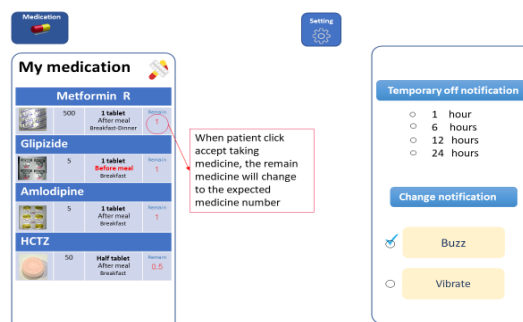 Medication
Setting
My medication
Metformin R
500
1 tablet
After meal
Breakfast-Dinner
Remain
1
Glipizide
5
1 tablet
Before meal
Breakfast
Remain
1
Amlodipine
5
1 tablet
After meal
Breakfast
Remain
1
HCTZ
50
Half tablet
After meal
Breakfast
Remain
0.5
When patient click
accept taking
medicine, the remain
medicine will change
to the expected
medicine number
Temporary off notification
1 hour
6 hours
12 hours
24 hours
Change notification
Buzz
Vibrate